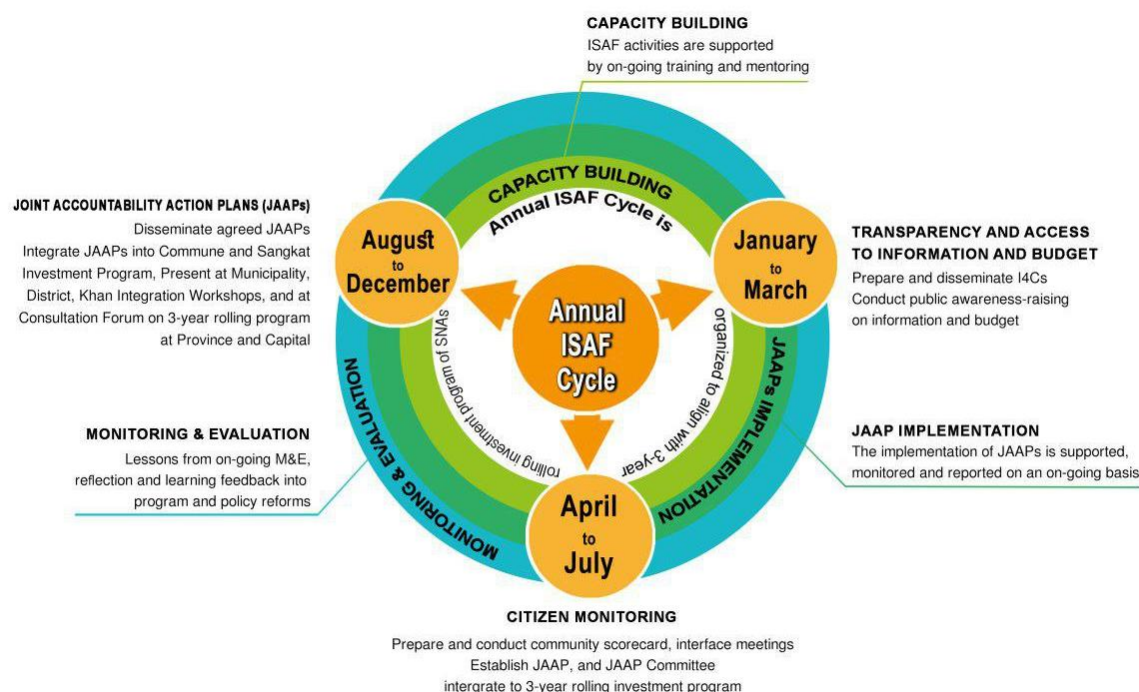 CAPACITY BUILDING
ISAF activities are supported
by on-going training and mentoring
JOINT ACCOUNTABILITY ACTION PLANS (JAAPs)
Disseminate agreed JAAPs
Integrate JAAPs into Commune and Sangkat
Investment Program, Present at Municipality,
District, Khan Integration Workshops, and at
Consultation Forum on 3-year rolling program
at Province and Capital
August
to
December
CAPACITY BUILDING
Annual ISAF Cycle is
organized to align with 3-year
rolling investment program of SNAs
Annual
ISAF
Cycle
January
to
March
TRANSPARENCY AND ACCESS
TO INFORMATION AND BUDGET
Prepare and disseminate I4Cs
Conduct public awareness-raising
on information and budget
MONITORING & EVALUATION
Lessons from on-going M&E,
reflection and learning feedback into
program and policy reforms
MONITORING & EVALUATION
JAAPs IMPLEMENTATION
JAAP IMPLEMENTATION
The implementation of JAAPs is supported,
monitored and reported on an on-going basis
April
to
July
CITIZEN MONITORING
Prepare and conduct community scorecard, interface meetings
Establish JAAP, and JAAP Committee
intergrate to 3-year rolling investment program